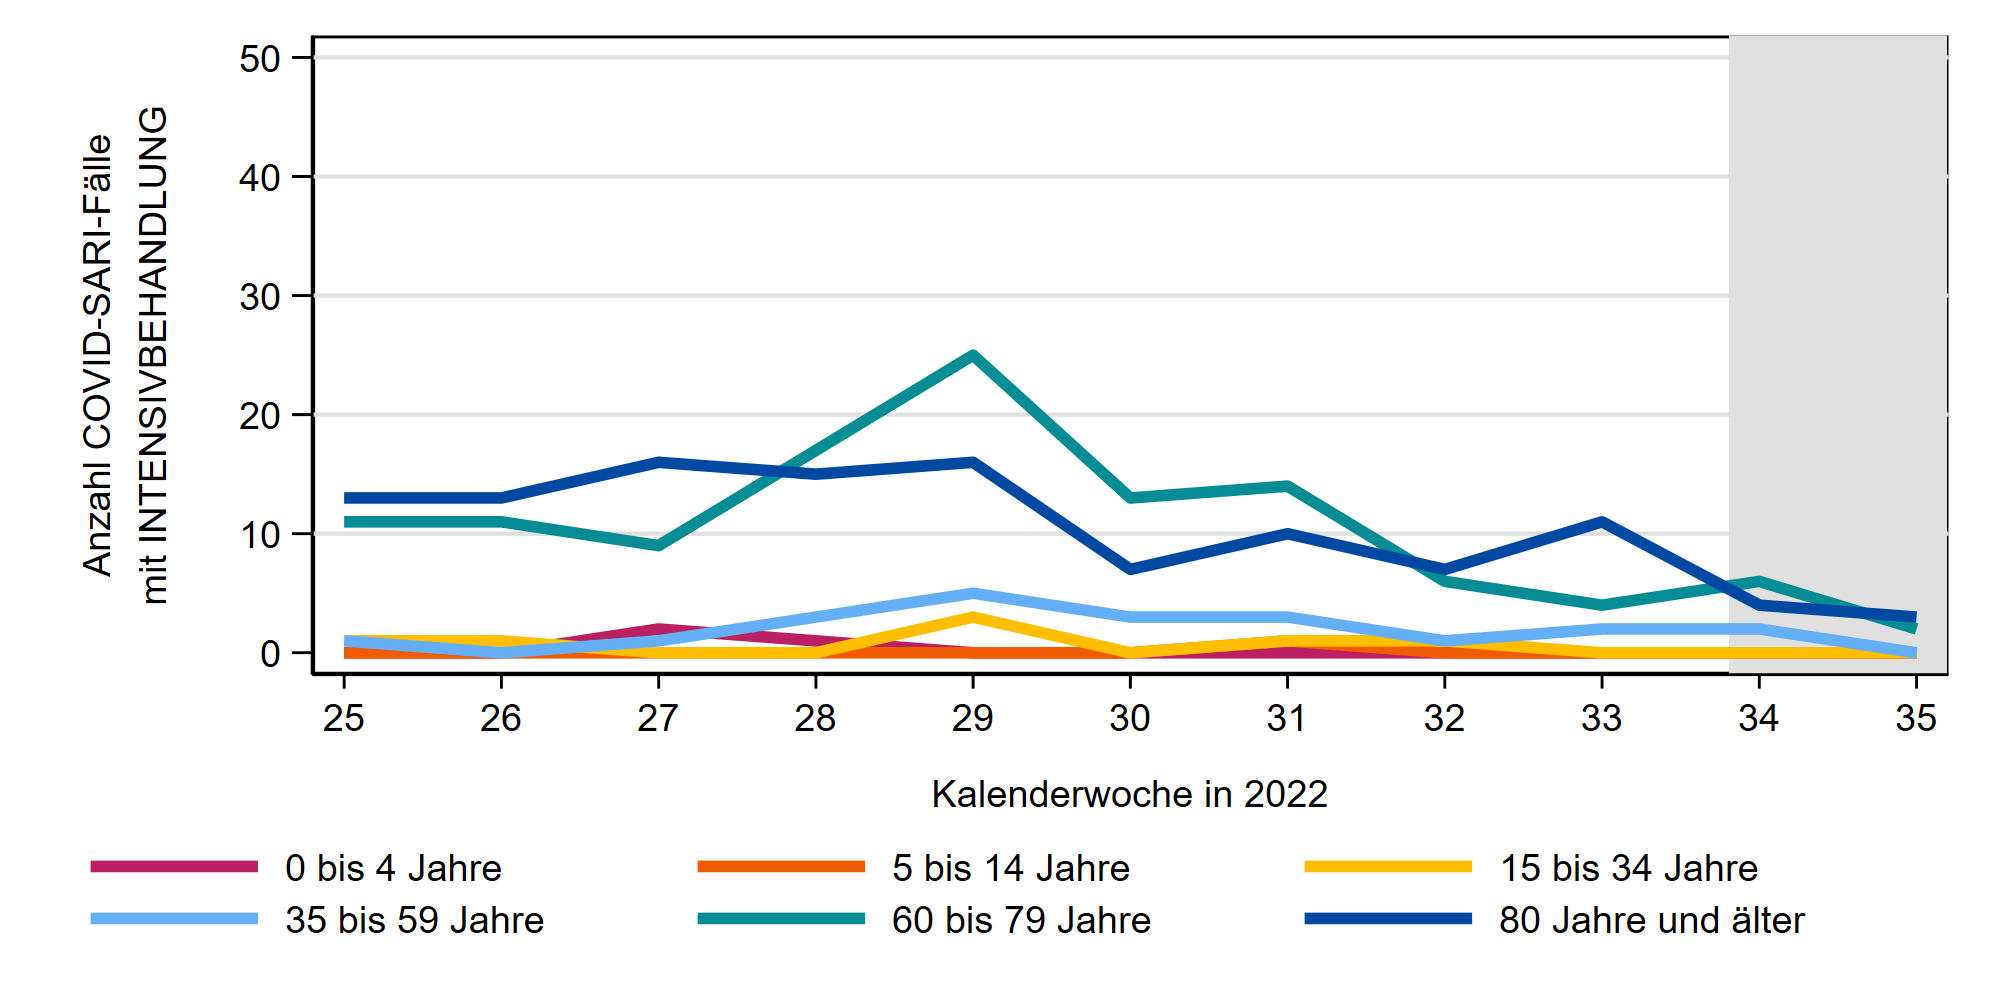 Anzahl COVID-SARI-Fälle
mit INTENSIVBEHANDLUNG
50
40
30
20
10
0
25 26 27 28 29 30 31 32 33 34 35
Kalenderwoche in 2022
0 bis 4 Jahre 5 bis 14 Jahre 15 bis 34 Jahre
35 bis 59 Jahre 60 bis 79 Jahre 80 Jahre und älter